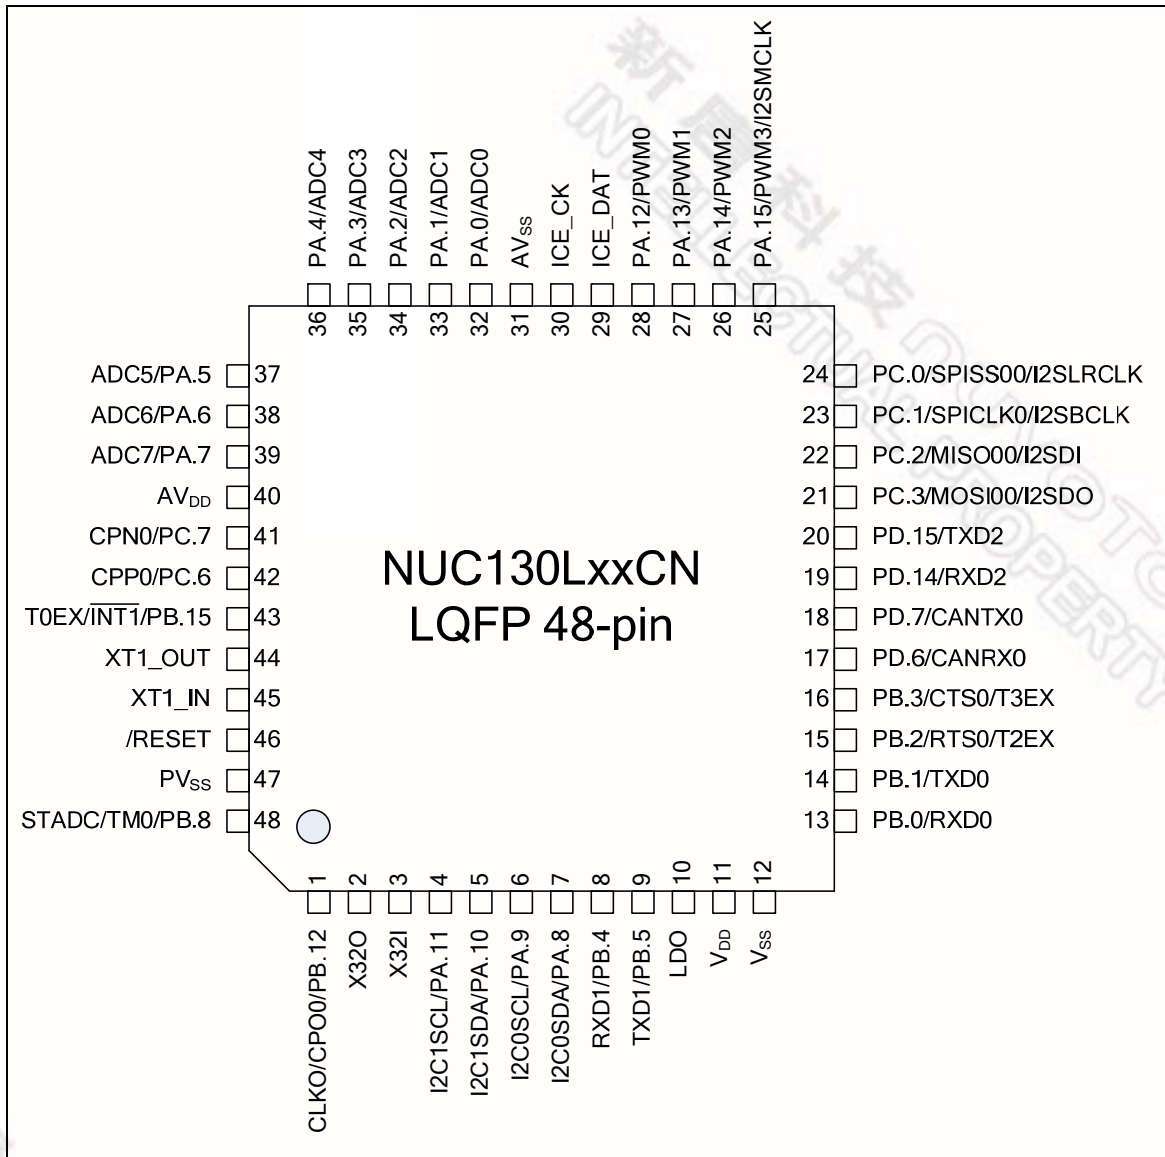 PA.4/ADC4
PA.3/ADC3
PA.2/ADC2
PA.1/ADC1
PA.0/ADC0
AVSS
ICE_CK
ICE_DAT
PA.12/PWM0
PA.13/PWM1
PA.14/PWM2
PA.15/PWM3/I2SMCLK
36
35
34
33
32
31
30
29
28
27
26
25
ADC5/PA.5 37
ADC6/PA.6 38
ADC7/PA.7 39
AVDD 40
CPN0/PC.7 41
CPP0/PC.6 42
T0EX/INT1/PB.15 43
XT1_OUT 44
XT1_IN 45
/RESET 46
PVSS 47
STADC/TM0/PB.8 48
NUC130LxxCN
LQFP 48-pin
24 PC.0/SPISS00/I2SLRCLK
23 PC.1/SPICLK0/I2SBCLK
22 PC.2/MISO00/I2SDI
21 PC.3/MOSI00/I2SDO
20 PD.15/TXD2
19 PD.14/RXD2
18 PD.7/CANTX0
17 PD.6/CANRX0
16 PB.3/CTS0/T3EX
15 PB.2/RTS0/T2EX
14 PB.1/TXD0
13 PB.0/RXD0
1
2
3
4
5
6
7
8
9
10
11
12
CLKO/CPO0/PB.12
X32O
X32I
I2C1SCL/PA.11
I2C1SDA/PA.10
I2C0SCL/PA.9
I2C0SDA/PA.8
RXD1/PB.4
TXD1/PB.5
LDO
VDD
VSS
新唐科技 nuvoTo
INTELLECTUAL PROPERTY